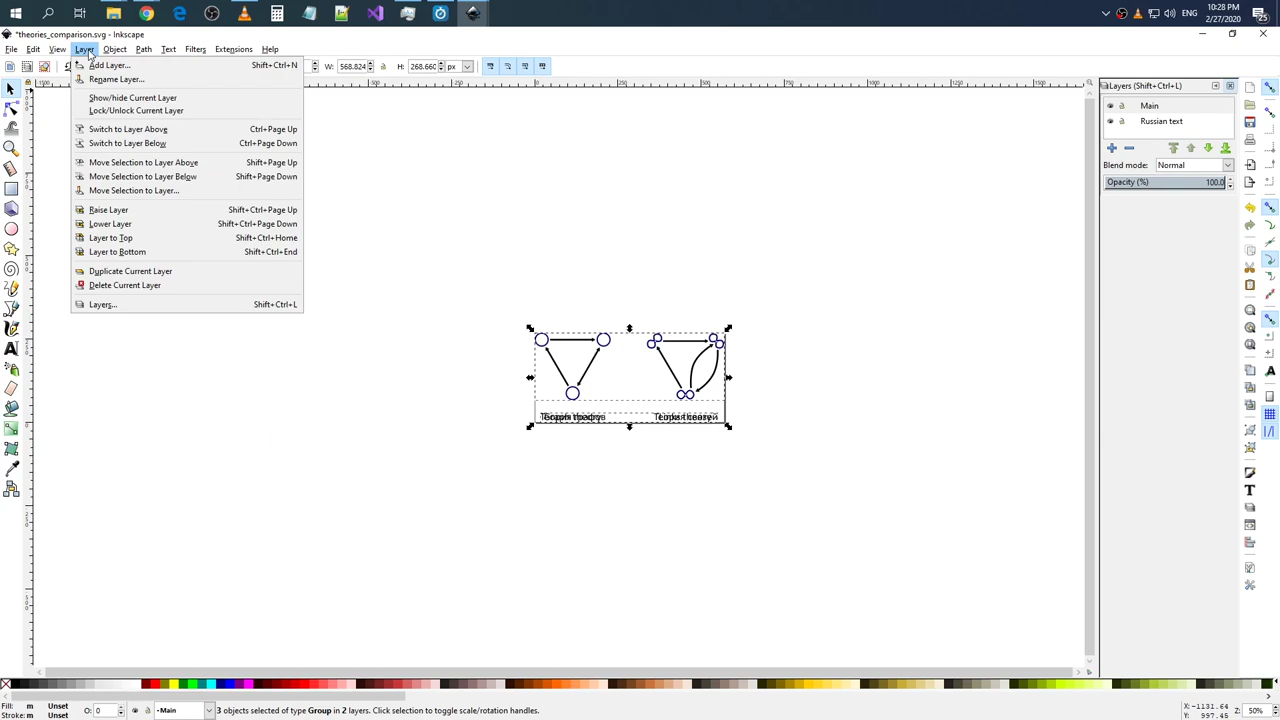 10:28 PM
2/27/2020
ENG
25
*theories_comparison.svg - Inkscape
File Edit View Layer Object Path Text Filters Extensions Help
W: 568.824 H: 268.660 px
Add Layer... Shift+Ctrl+N
Rename Layer...
Show/hide Current Layer
Lock/Unlock Current Layer
Switch to Layer Above Ctrl+Page Up
Switch to Layer Below Ctrl+Page Down
Move Selection to Layer Above Shift+Page Up
Move Selection to Layer Below Shift+Page Down
Move Selection to Layer...
Raise Layer Shift+Ctrl+Page Up
Lower Layer Shift+Ctrl+Page Down
Layer to Top Shift+Ctrl+Home
Layer to Bottom Shift+Ctrl+End
Duplicate Current Layer
Delete Current Layer
Layers... Shift+Ctrl+L
Layers (Shift+Ctrl+L)
Main
Russian text
Blend mode: Normal
Opacity (%) 100.0
Fill: m Unset
Stroke: m Unset
O: 0
Main
3 objects selected of type Group in 2 layers. Click selection to toggle scale/rotation handles.
X: -1131.64
Y: 997.45
Z: 50%